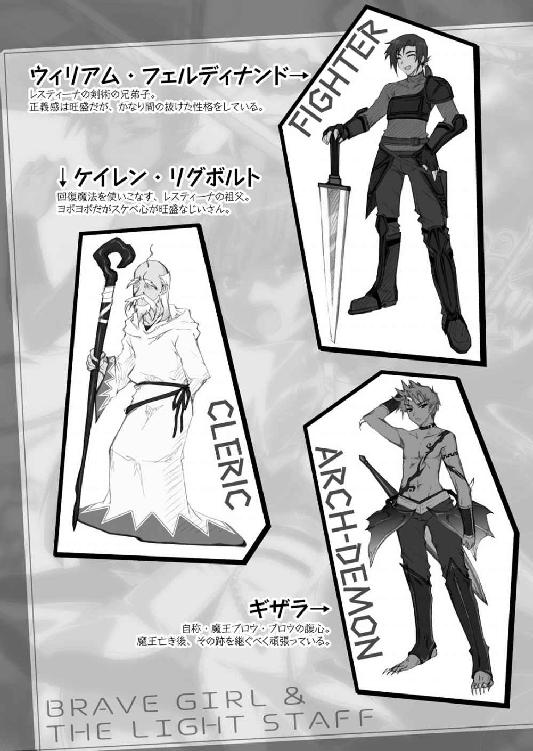 ウィリアム・フェルディナンド→
レスティーナの剣術の兄弟子。
正義感は旺盛だが、かなり間の抜けた性格をしている。
FIGHTER
↓ケイレン・リグボルト
回復魔法を使いこなす、レスティーナの祖父。
ヨボヨボだがスケベ心が旺盛なじいさん。
CLERIC
ARCH-DEMON
ギザラ→
自称・魔王ブロウ・ブロウの腹心。
魔王亡き後、その跡を継ぐべく頑張っている。
BRAVE GIRL &
THE LIGHT STAFF